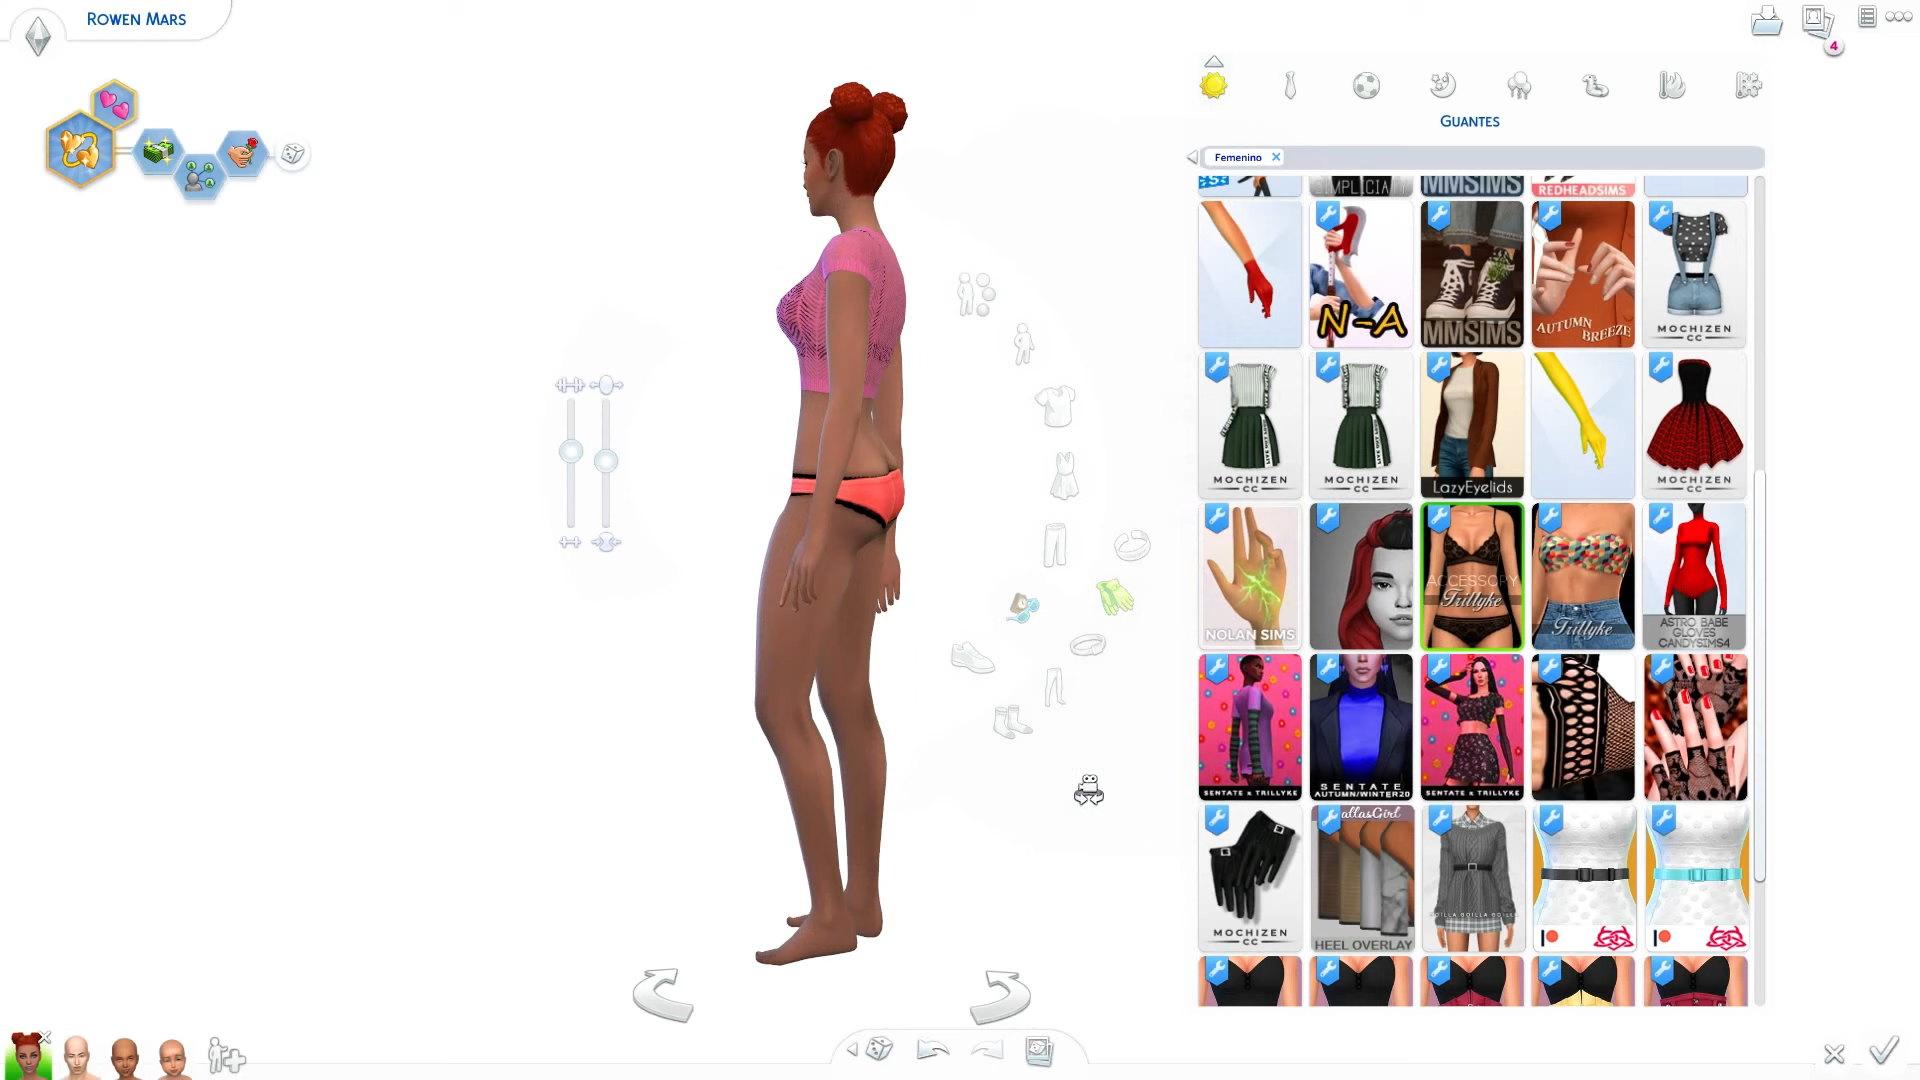 ROWEN MARS
4
GUANTES
Femenino
SIMPLICIATY
MMSIMS
REDHEADSIMS
N-A
MMSIMS
AUTUMN BREEZE
MOCHIZEN
CC
MOCHIZEN
CC
MOCHIZEN
CC
LazyEyelids
MOCHIZEN
CC
NOLAN SIMS
ACCESSORY
Trillyke
Trillyke
ASTRO BABE
GLOVES
CANDYSIMS4
SENTATE x TRILLYKE
SENTATE
AUTUMN/WINTER20
SENTATE x TRILLYKE
MOCHIZEN
CC
allasGirl
HEEL OVERLAY